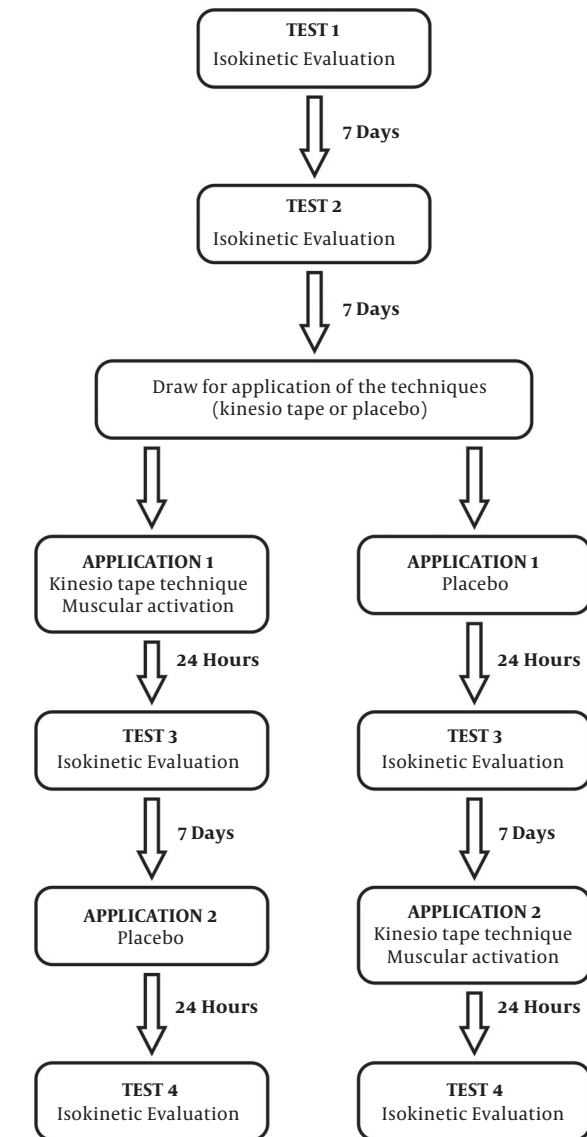 TEST 1
Isokinetic Evaluation
7 Days
TEST 2
Isokinetic Evaluation
7 Days
Draw for application of the techniques
(kinesio tape or placebo)
APPLICATION 1
Kinesio tape technique
Muscular activation
24 Hours
TEST 3
Isokinetic Evaluation
7 Days
APPLICATION 2
Placebo
24 Hours
TEST 4
Isokinetic Evaluation
APPLICATION 1
Placebo
24 Hours
TEST 3
Isokinetic Evaluation
7 Days
APPLICATION 2
Kinesio tape technique
Muscular activation
24 Hours
TEST 4
Isokinetic Evaluation